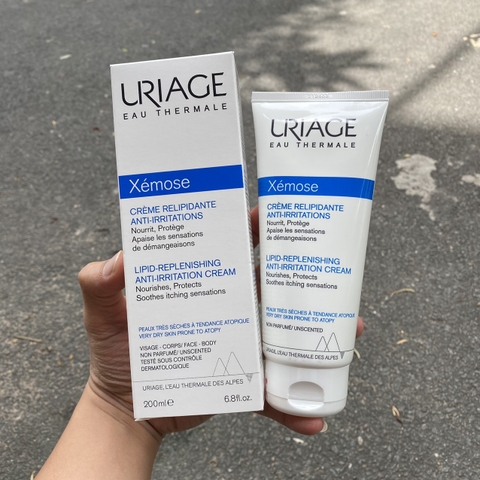 URIAGE
EAU THERMALE
Xémose
CRÈME RELIPIDANTE
ANTI-IRRITATIONS
Nourrit, Protège
Apaise les sensations
de démangeaisons
LIPID-REPLENISHING
ANTI-IRRITATION CREAM
Nourishes, Protects
Soothes itching sensations
PEAUX TRÈS SÈCHES À TENDANCE ATOPIQUE
VERY DRY SKIN PRONE TO ATOPY
VISAGE - CORPS/ FACE - BODY
NON PARFUMÉ/ UNSCENTED
TESTÉ SOUS CONTRÔLE
DERMATOLOGIQUE
URIAGE, L'EAU THERMALE DES ALPES
200 ml e 6.8 fl.oz.
URIAGE
EAU THERMALE
Xémose
CRÈME RELIPIDANTE
ANTI-IRRITATIONS
Nourrit, Protège
Apaise les sensations
de démangeaisons
LIPID-REPLENISHING
ANTI-IRRITATION CREAM
Nourishes, Protects
Soothes itching sensations
PEAUX TRÈS SÈCHES À TENDANCE ATOPIQUE
VERY DRY SKIN PRONE TO ATOPY
NON PARFUMÉ/ UNSCENTED
URIAGE, L'EAU THERMALE DES ALPES